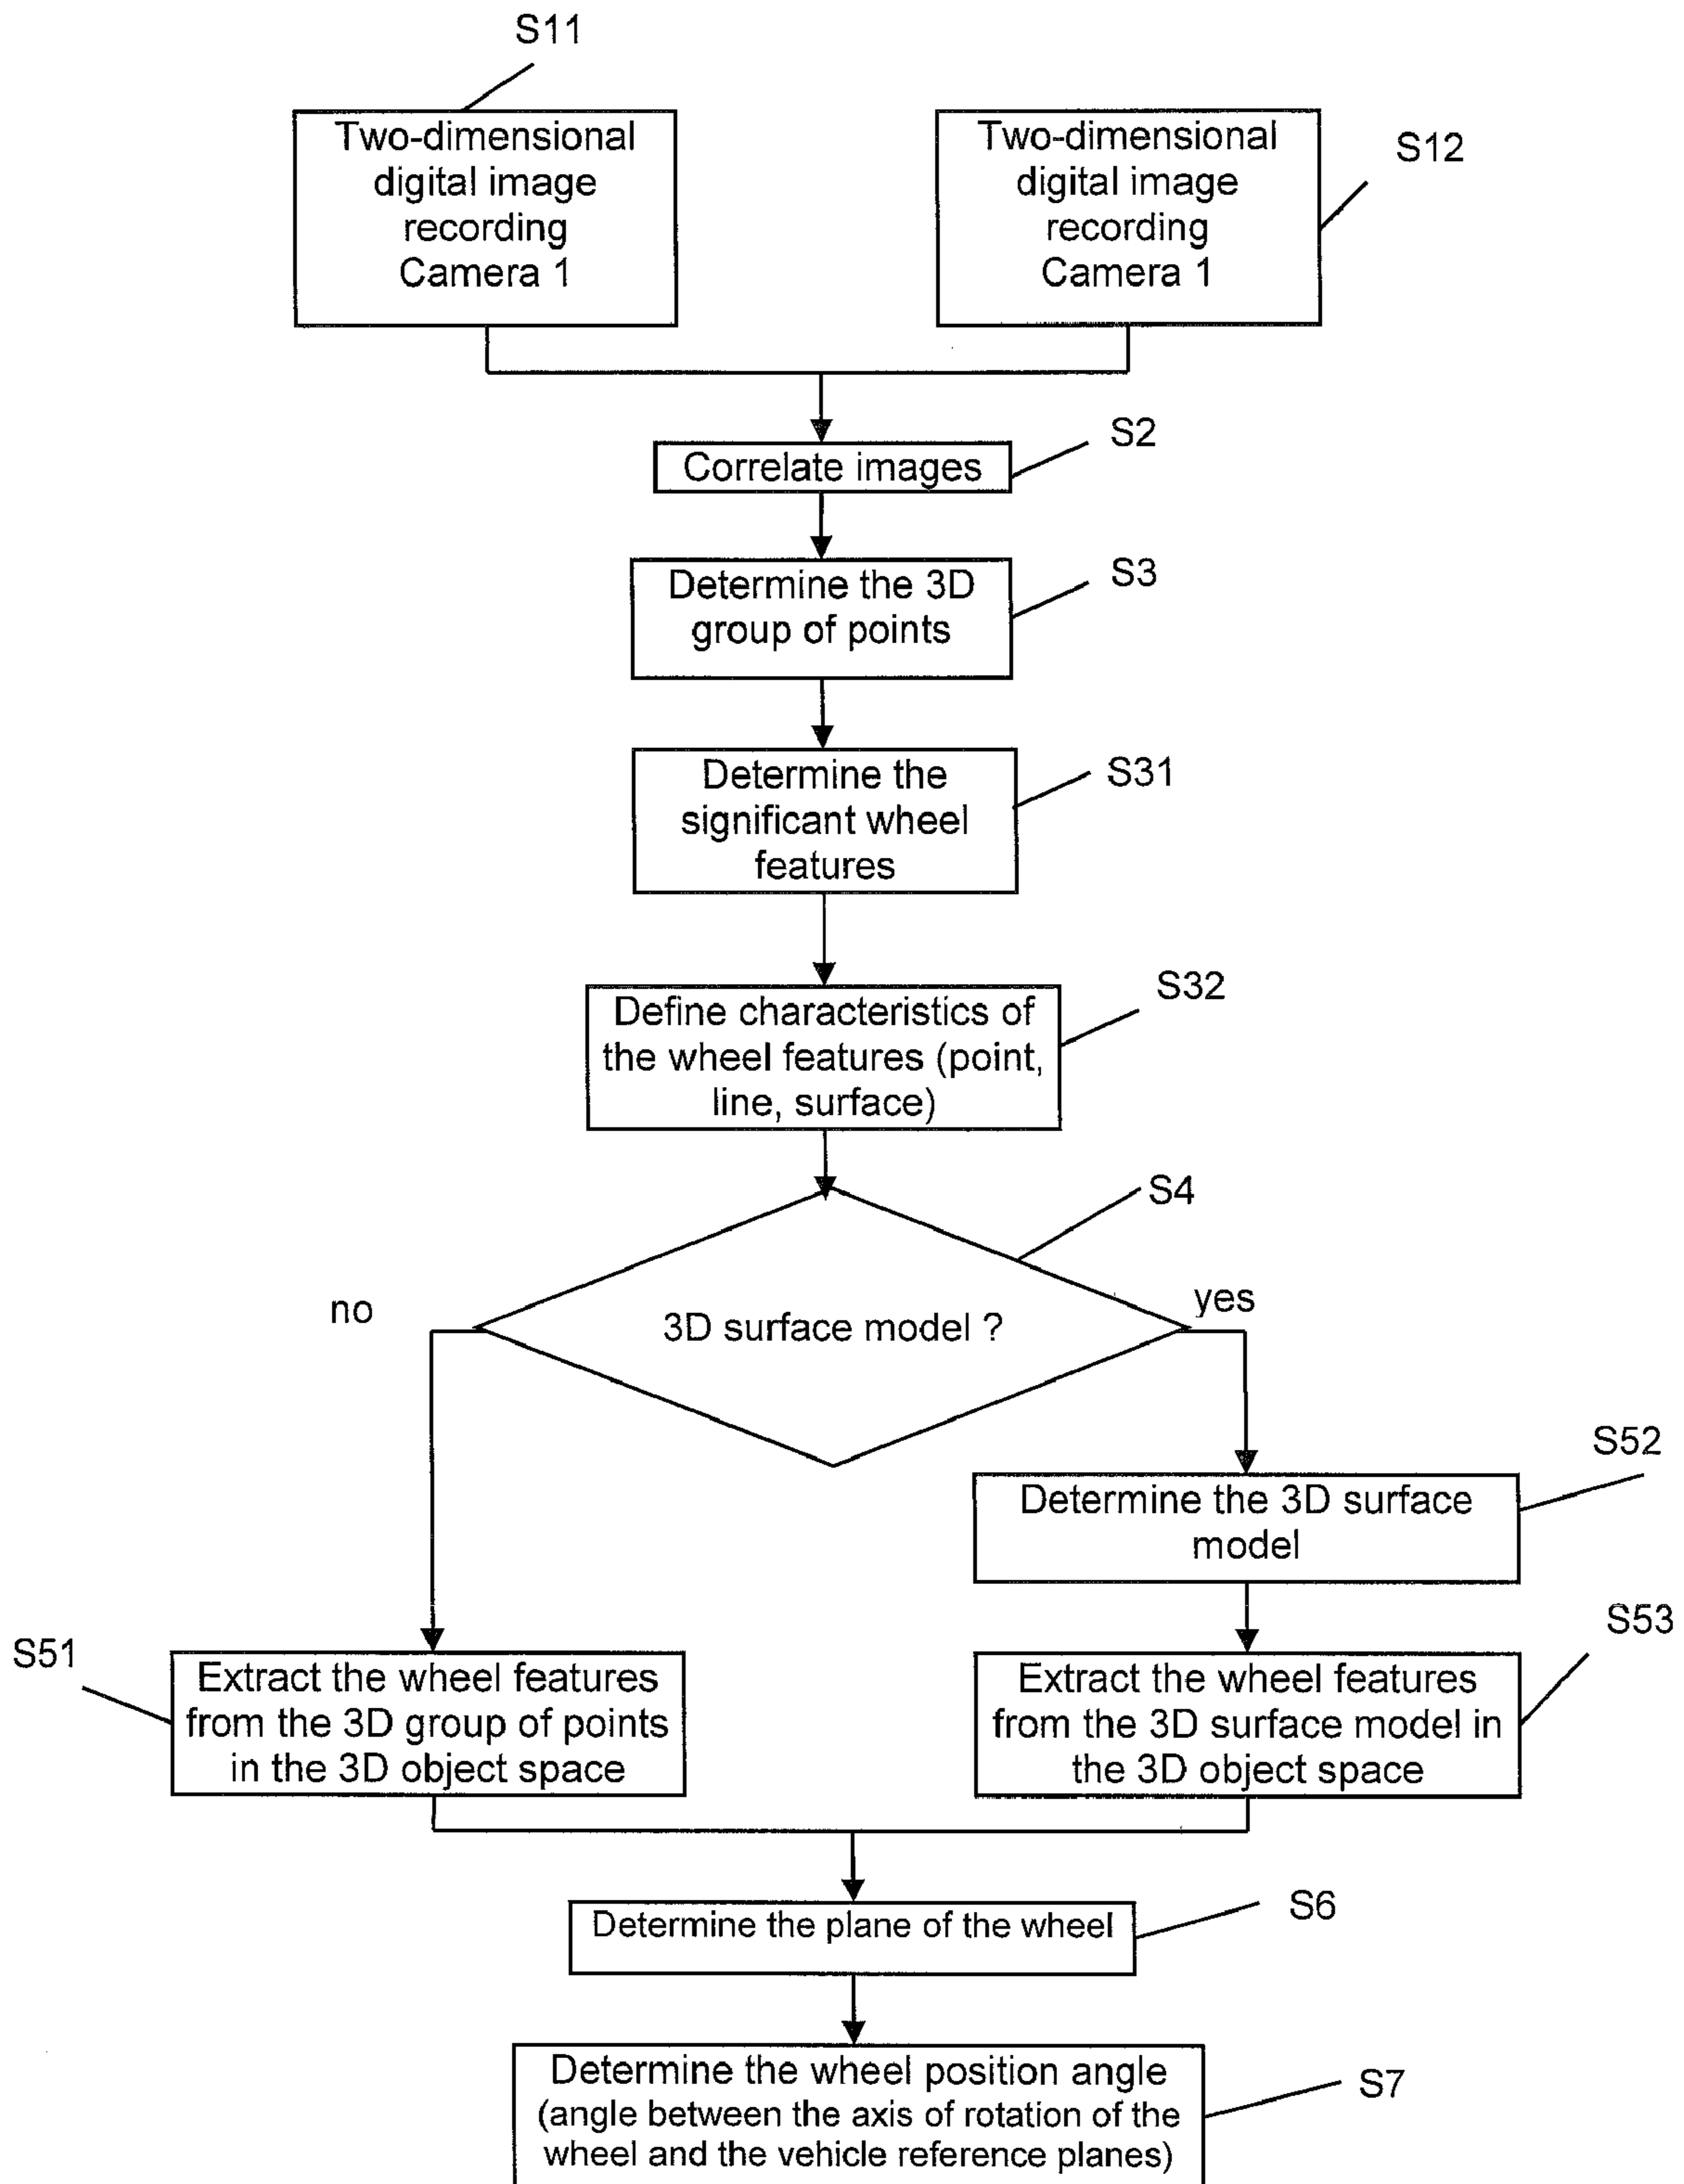 S11
Two-dimensional
digital image
recording
Camera 1
Two-dimensional
digital image
recording
Camera 1
S12
S2
Correlate images
S3
Determine the 3D
group of points
Determine the
significant wheel
features
S31
S32
Define characteristics of
the wheel features (point,
line, surface)
S4
no
yes
3D surface model ?
S52
Determine the 3D surface
model
S51
Extract the wheel features
from the 3D group of points
in the 3D object space
S53
Extract the wheel features
from the 3D surface model in
the 3D object space
S6
Determine the plane of the wheel
Determine the wheel position angle
(angle between the axis of rotation of the
wheel and the vehicle reference planes)
S7